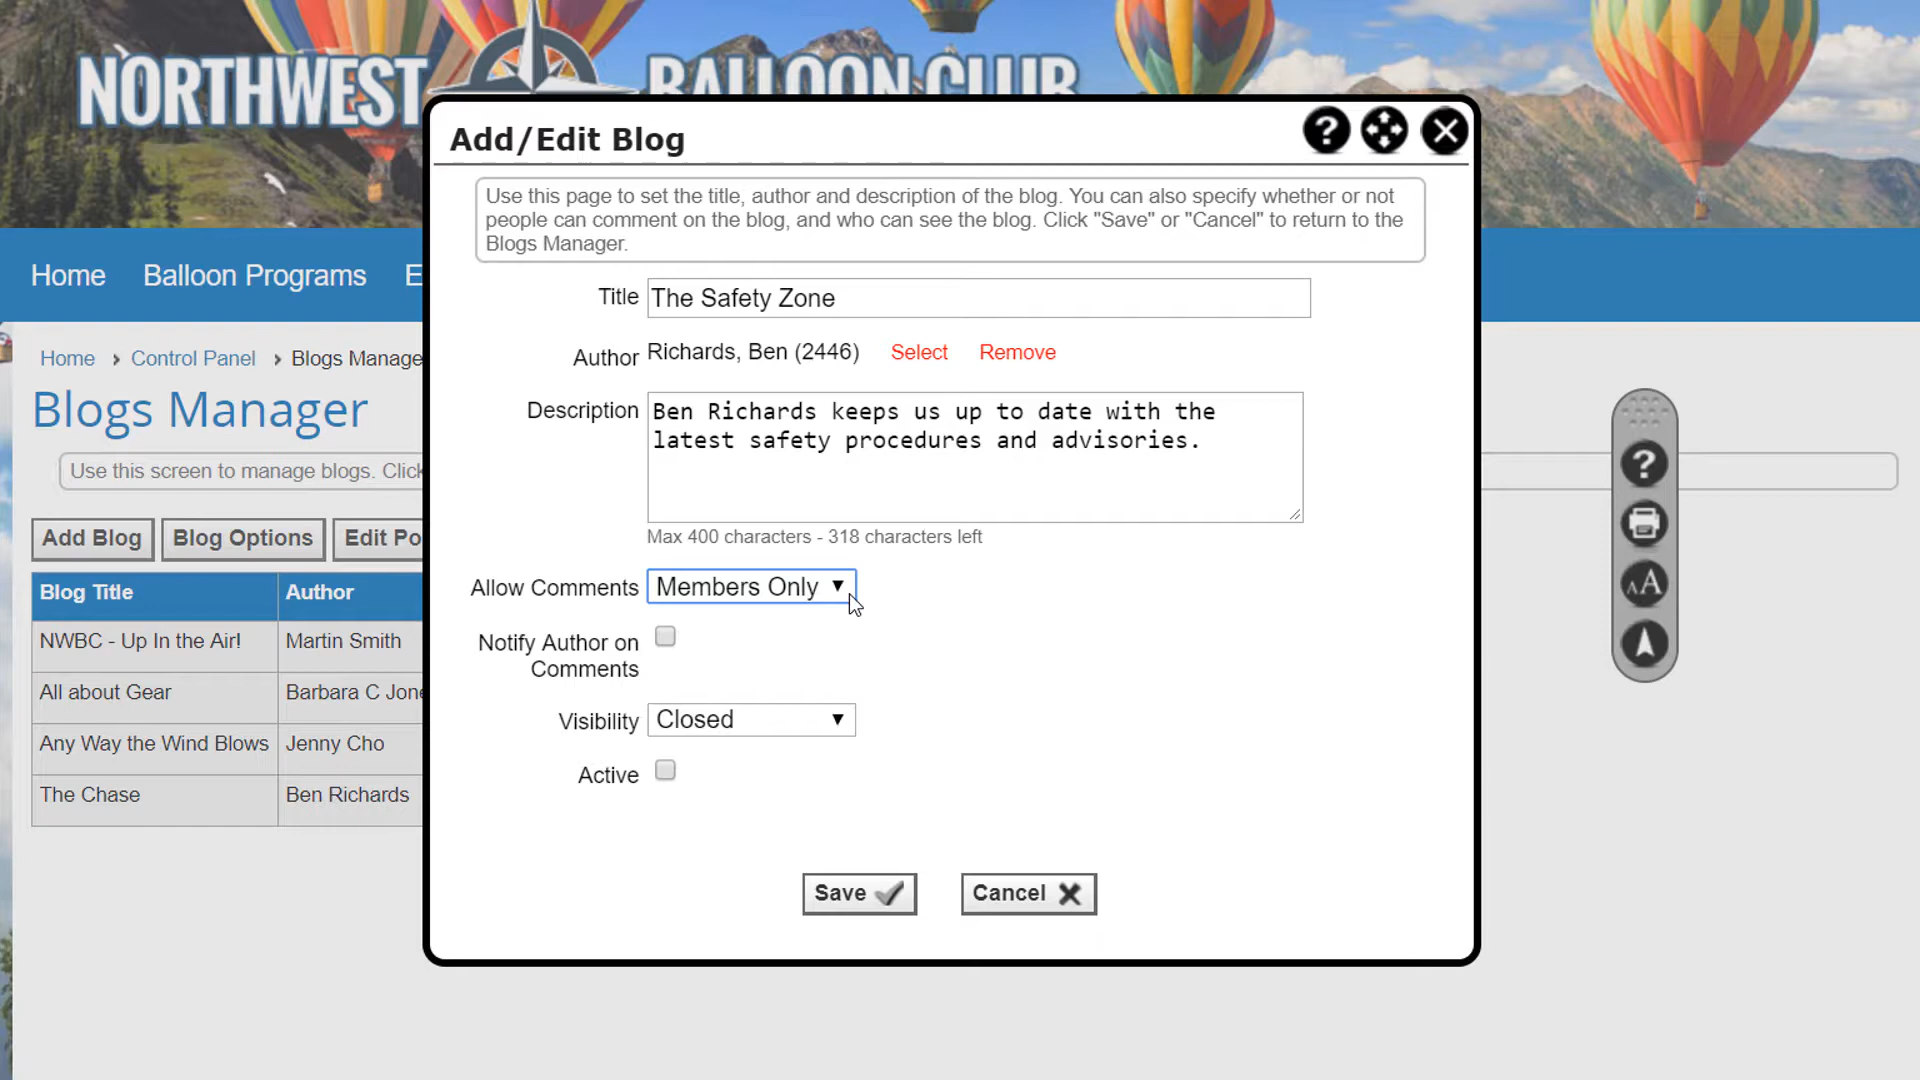 NORTHWEST BALLOON CLUB
Add/Edit Blog
Use this page to set the title, author and description of the blog. You can also specify whether or not
people can comment on the blog, and who can see the blog. Click "Save" or "Cancel" to return to the
Blogs Manager.
Home Balloon Programs E
Title The Safety Zone
Home > Control Panel > Blogs Manage
Author Richards, Ben (2446) Select Remove
Blogs Manager
Description Ben Richards keeps us up to date with the
latest safety procedures and advisories.
Use this screen to manage blogs. Click
Max 400 characters - 318 characters left
Add Blog Blog Options Edit Po
Allow Comments Members Only
Blog Title Author
NWBC - Up In the Air! Martin Smith
Notify Author on
Comments
All about Gear Barbara C Jone
Visibility Closed
Any Way the Wind Blows Jenny Cho
Active
The Chase Ben Richards
Save Cancel